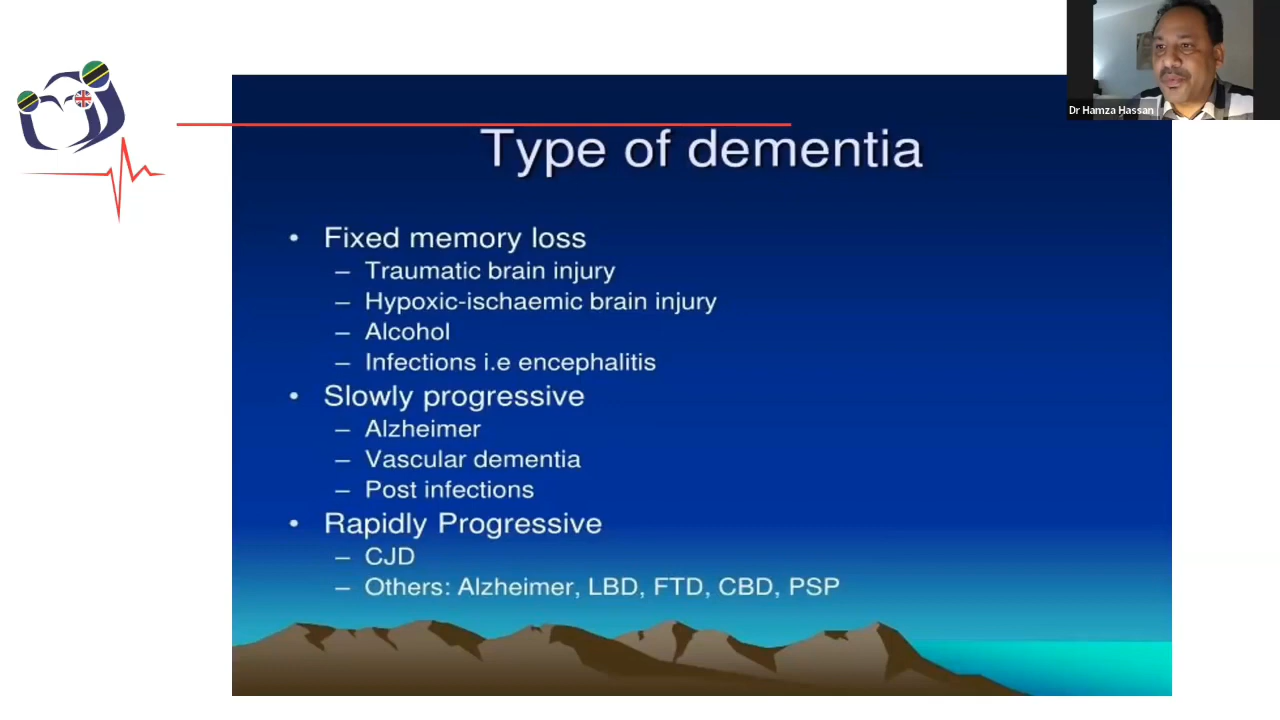 Dr Hamza Hassan
Type of dementia
• Fixed memory loss
– Traumatic brain injury
– Hypoxic-ischaemic brain injury
– Alcohol
– Infections i.e encephalitis
• Slowly progressive
– Alzheimer
– Vascular dementia
– Post infections
• Rapidly Progressive
– CJD
– Others: Alzheimer, LBD, FTD, CBD, PSP